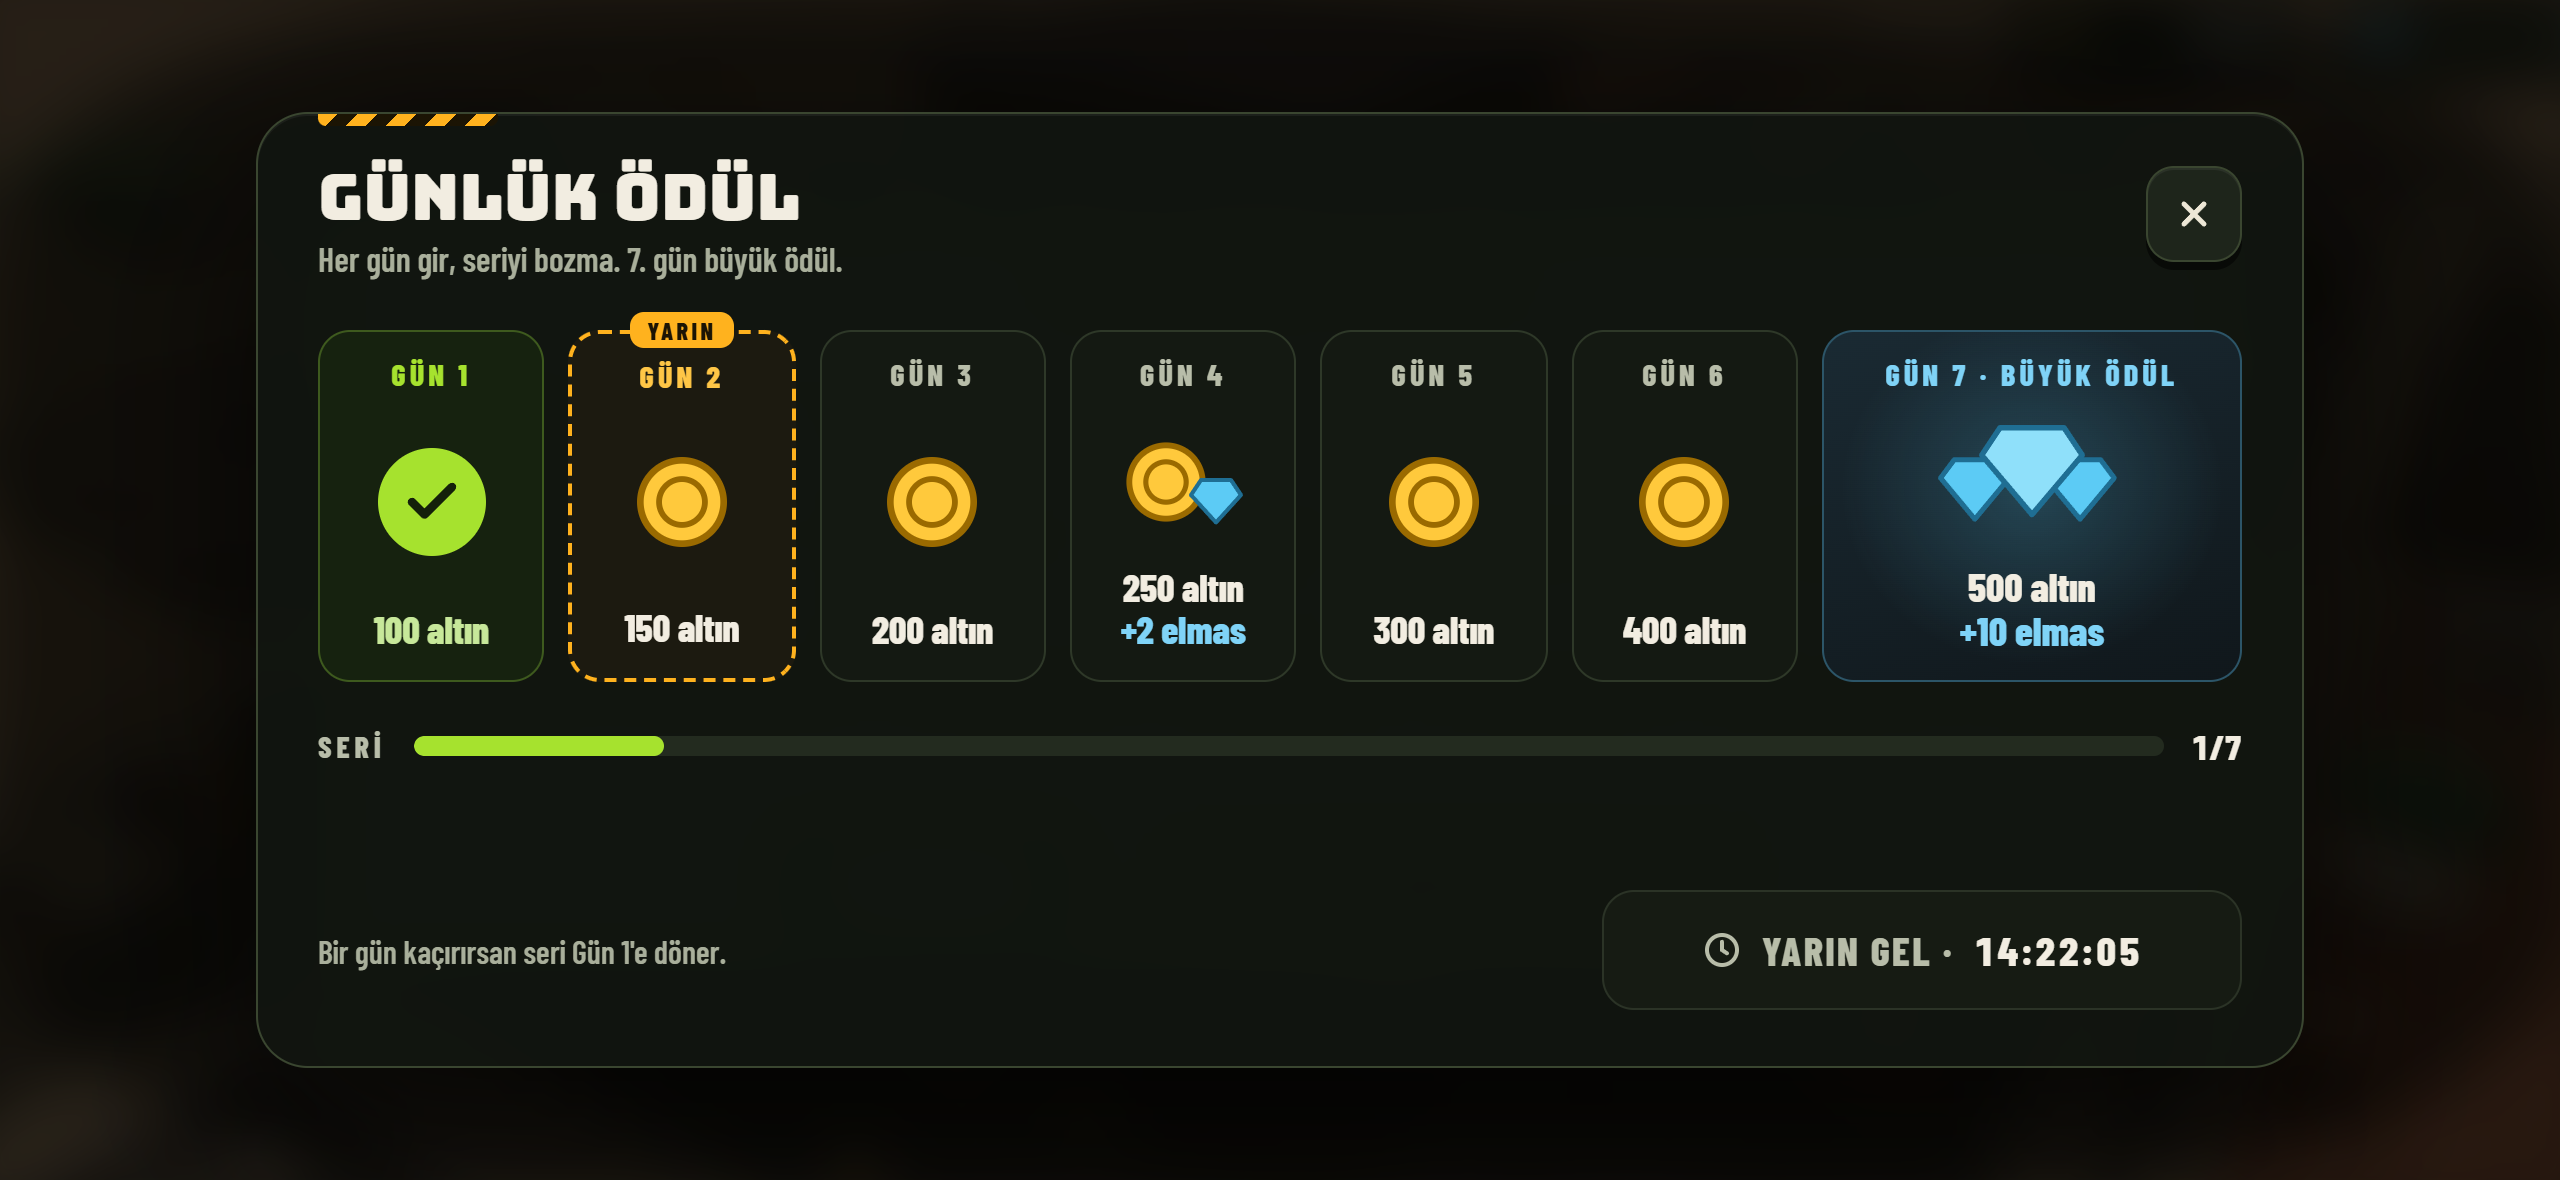 GÜNLÜK ÖDÜL
Her gün gir, seriyi bozma. 7. gün büyük ödül.
GÜN 1
100 altın
YARIN
GÜN 2
150 altın
GÜN 3
200 altın
GÜN 4
250 altın
+2 elmas
GÜN 5
300 altın
GÜN 6
400 altın
GÜN 7 · BÜYÜK ÖDÜL
500 altın
+10 elmas
SERİ
1/7
Bir gün kaçırırsan seri Gün 1'e döner.
YARIN GEL · 14:22:05